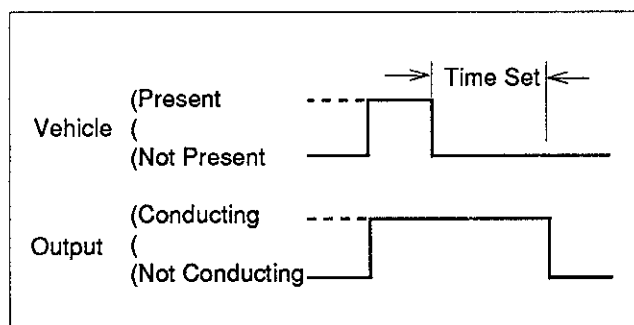 Time Set
(Present
Vehicle (
(Not Present
(Conducting
Output (
(Not Conducting